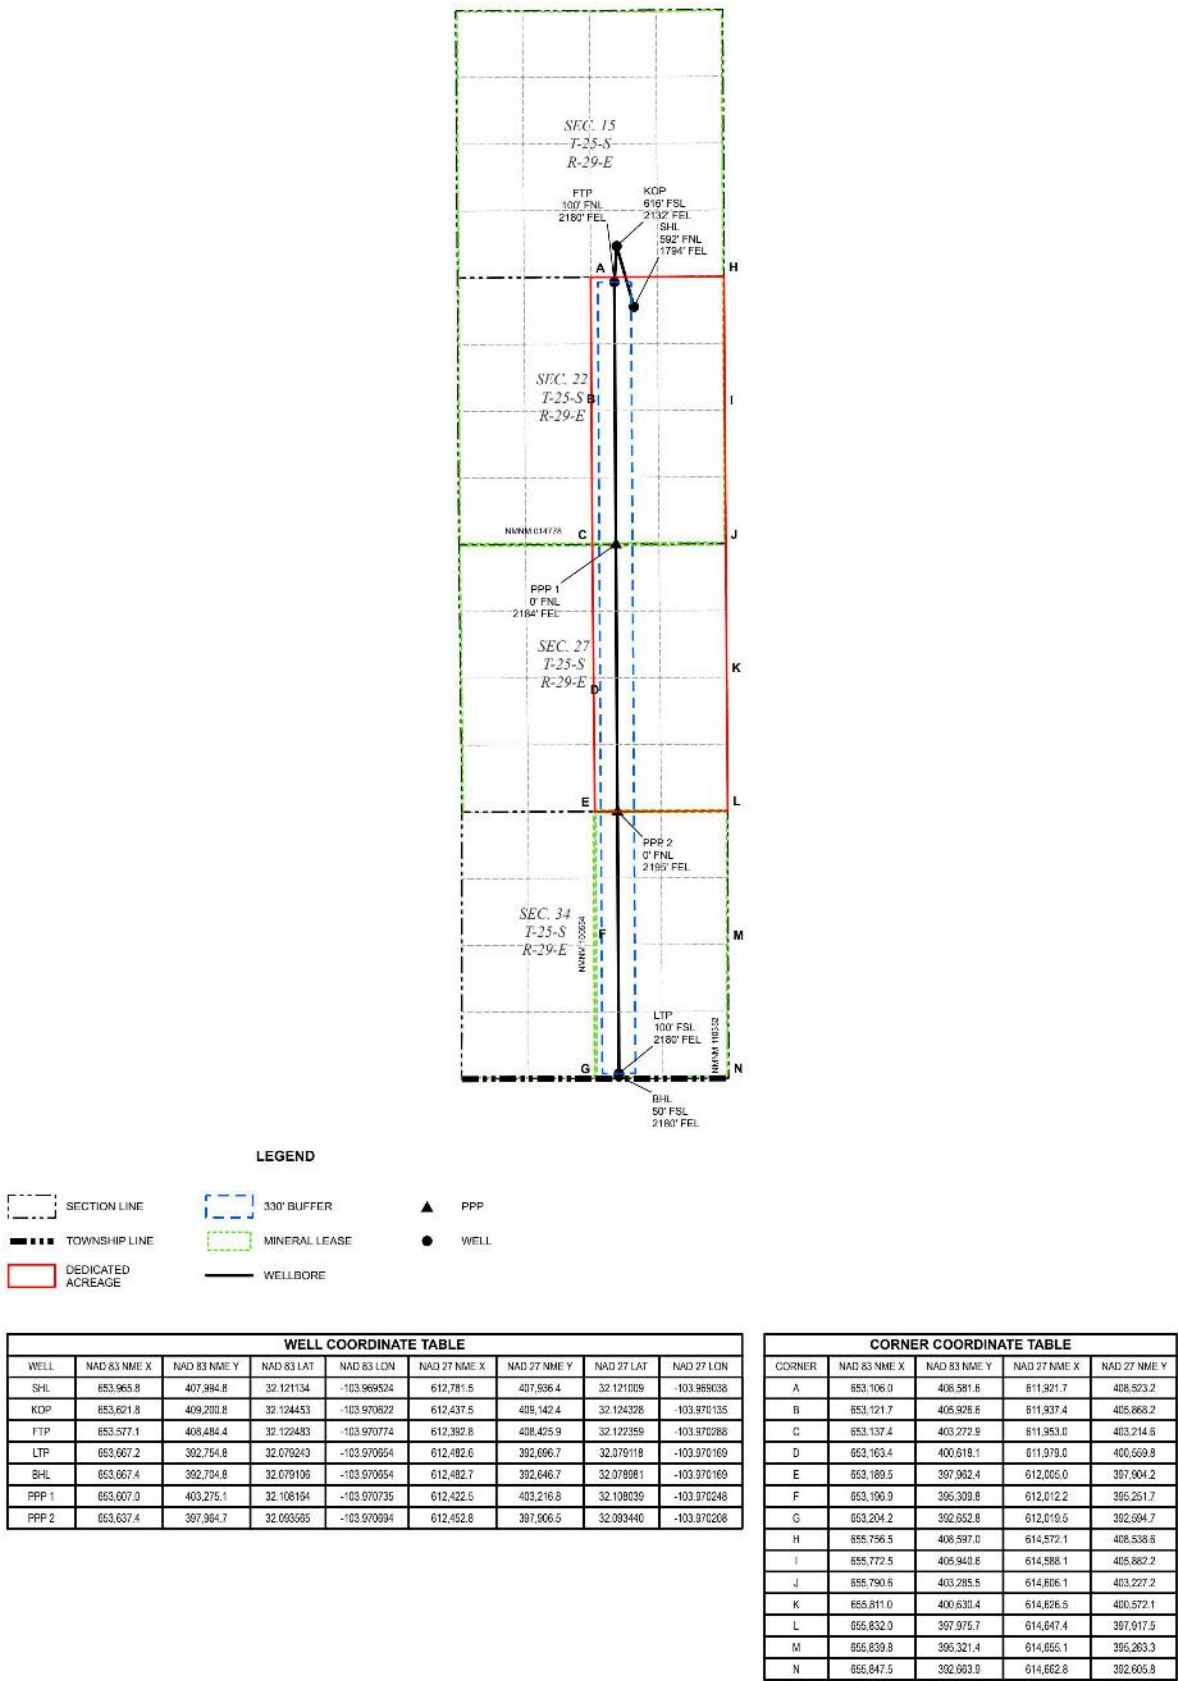 SEC. 15
T-25-S
R-29-E
FTP
100' FNL
2180' FEL
KOP
616' FSL
2132' FEL
SHL
592' FNL
1794' FEL
A
H
SEC. 22
T-25-S
R-29-E
B
I
NMNM 014778
C
J
PPP 1
0' FNL
2184' FEL
SEC. 27
T-25-S
R-29-E
K
D
E
L
PPP 2
0' FNL
2195' FEL
SEC. 34
T-25-S
R-29-E
F
M
LTP
100' FSL
2180' FEL
G
N
BHL
50' FSL
2180' FEL
LEGEND
SECTION LINE
330' BUFFER
PPP
TOWNSHIP LINE
MINERAL LEASE
WELL
DEDICATED
ACREAGE
WELLBORE
WELL COORDINATE TABLE
WELL NAD 83 NME X NAD 83 NME Y NAD 83 LAT NAD 83 LON NAD 27 NME X NAD 27 NME Y NAD 27 LAT NAD 27 LON
SHL 653,965.8 407,994.8 32.121134 -103.969524 612,781.5 407,936.4 32.121009 -103.969038
KOP 653,621.8 409,200.8 32.124453 -103.970622 612,437.5 409,142.4 32.124328 -103.970135
FTP 653,577.1 408,484.4 32.122483 -103.970774 612,392.8 408,425.9 32.122359 -103.970288
LTP 653,667.2 392,754.8 32.079243 -103.970654 612,482.6 392,696.7 32.079118 -103.970169
BHL 653,667.4 392,704.8 32.079106 -103.970654 612,482.7 392,646.7 32.078981 -103.970169
PPP 1 653,607.0 403,275.1 32.108164 -103.970735 612,422.5 403,216.8 32.108039 -103.970248
PPP 2 653,637.4 397,964.7 32.093565 -103.970694 612,452.8 397,906.5 32.093440 -103.970208
CORNER COORDINATE TABLE
CORNER NAD 83 NME X NAD 83 NME Y NAD 27 NME X NAD 27 NME Y
A 653,106.0 408,581.6 611,921.7 408,523.2
B 653,121.7 405,926.6 611,937.4 405,868.2
C 653,137.4 403,272.9 611,953.0 403,214.6
D 653,163.4 400,618.1 611,979.0 400,559.8
E 653,189.5 397,962.4 612,005.0 397,904.2
F 653,196.9 395,309.8 612,012.2 395,251.7
G 653,204.2 392,652.8 612,019.5 392,594.7
H 655,756.5 408,597.0 614,572.1 408,538.6
I 655,772.5 405,940.6 614,588.1 405,882.2
J 655,790.6 403,285.5 614,606.1 403,227.2
K 655,811.0 400,630.4 614,626.5 400,572.1
L 655,832.0 397,975.7 614,647.4 397,917.5
M 655,839.8 395,321.4 614,655.1 395,263.3
N 655,847.5 392,663.9 614,662.8 392,605.8